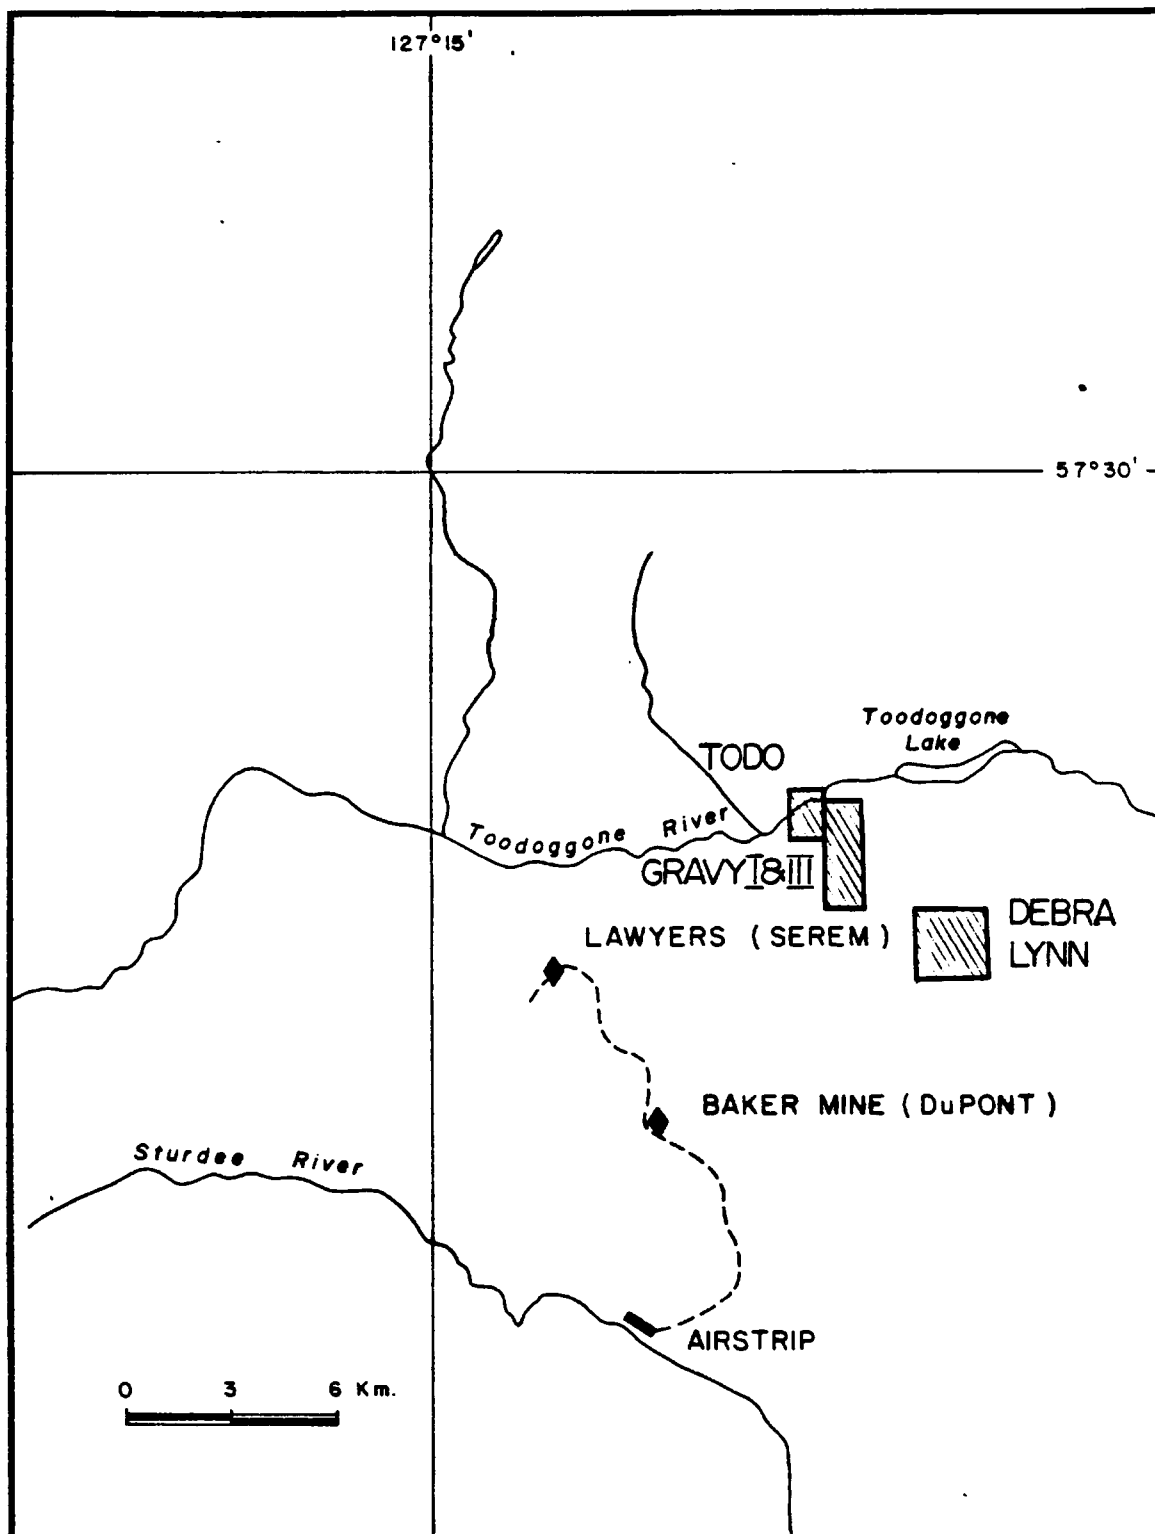 127°15'
57°30'
Toodoggone
Lake
TODO
Toodoggone River
GRAVY I & III
LAWYERS ( SEREM )
DEBRA
LYNN
BAKER MINE ( DuPONT )
Sturdee River
AIRSTRIP
0 3 6 Km.